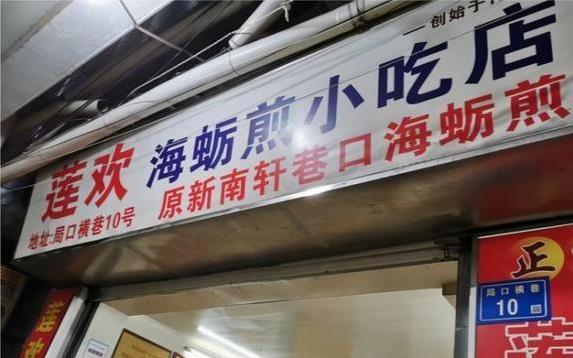 创始于
莲欢 海蛎煎小吃店
地址:局口横巷10号 原新南轩巷口海蛎煎
正
局口横巷
10
莲欢